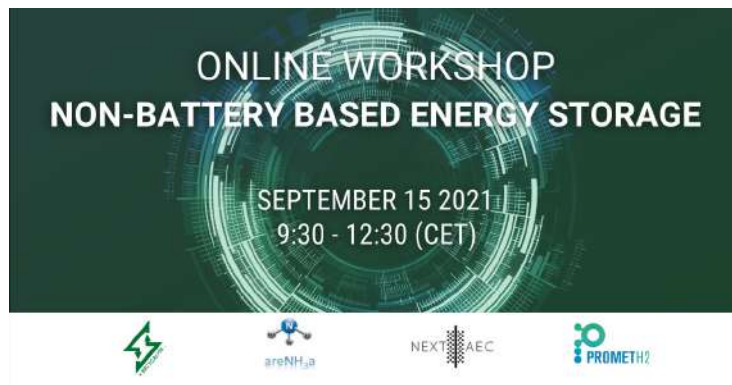 ONLINE WORKSHOP
NON-BATTERY BASED ENERGY STORAGE
SEPTEMBER 15 2021
9:30 - 12:30 (CET)
N
areNH₃a
NEXT AEC
PROMETH2